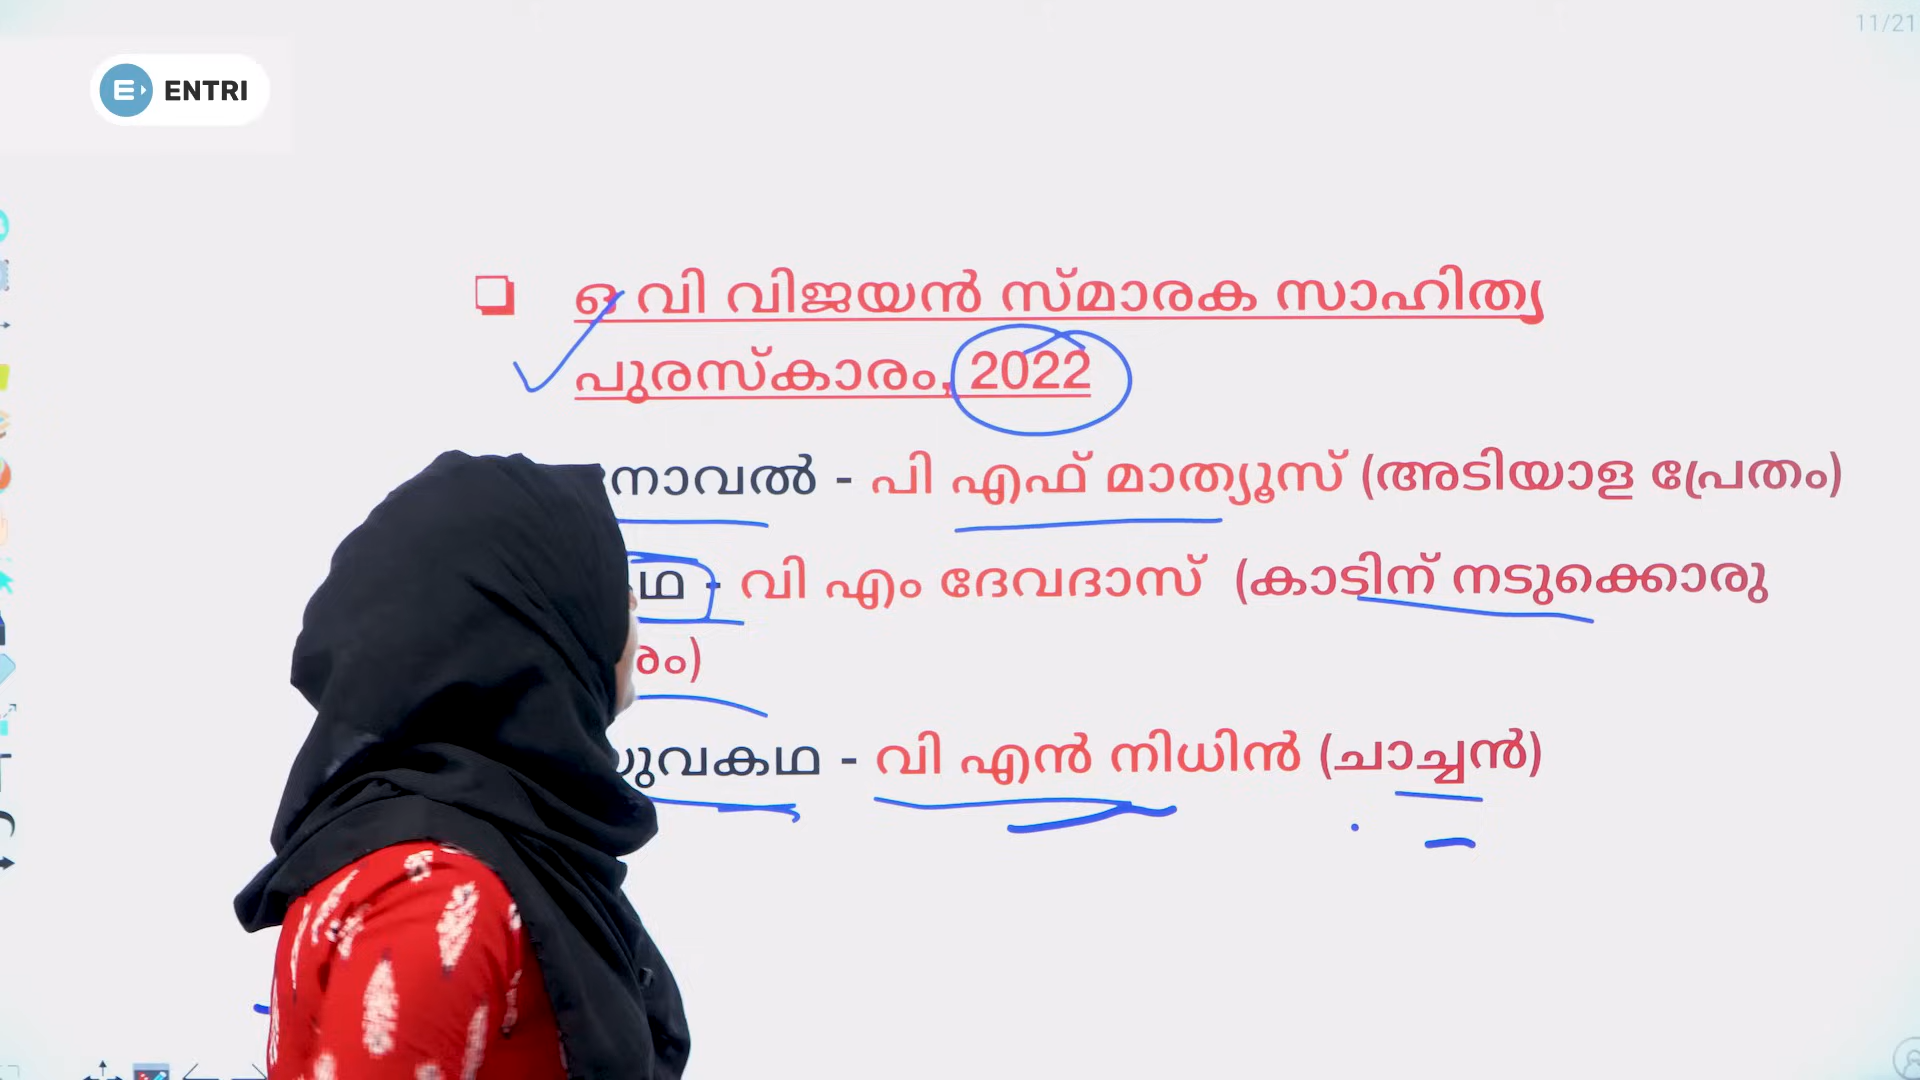 11/21
ENTRI
ഒ വി വിജയൻ സ്മാരക സാഹിത്യ
പുരസ്കാരം, 2022
നോവൽ - പി എഫ് മാത്യൂസ് (അടിയാള പ്രേതം)
- വി എം ദേവദാസ് (കാടിന് നടുക്കൊരു
യുവകഥ - വി എൻ നിധിൻ (ചാച്ചൻ)